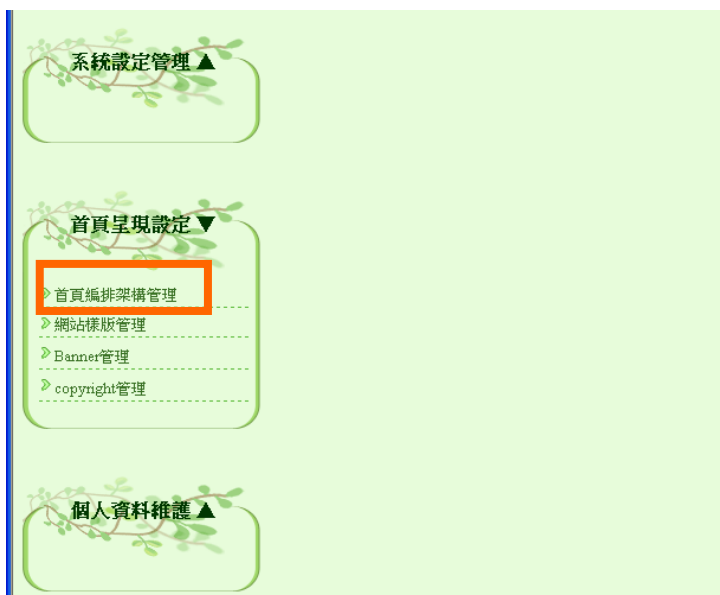 系統設定管理▲
首頁呈現設定▼
首頁編排架構管理
網站樣版管理
Banner管理
copyright管理
個人資料維護▲